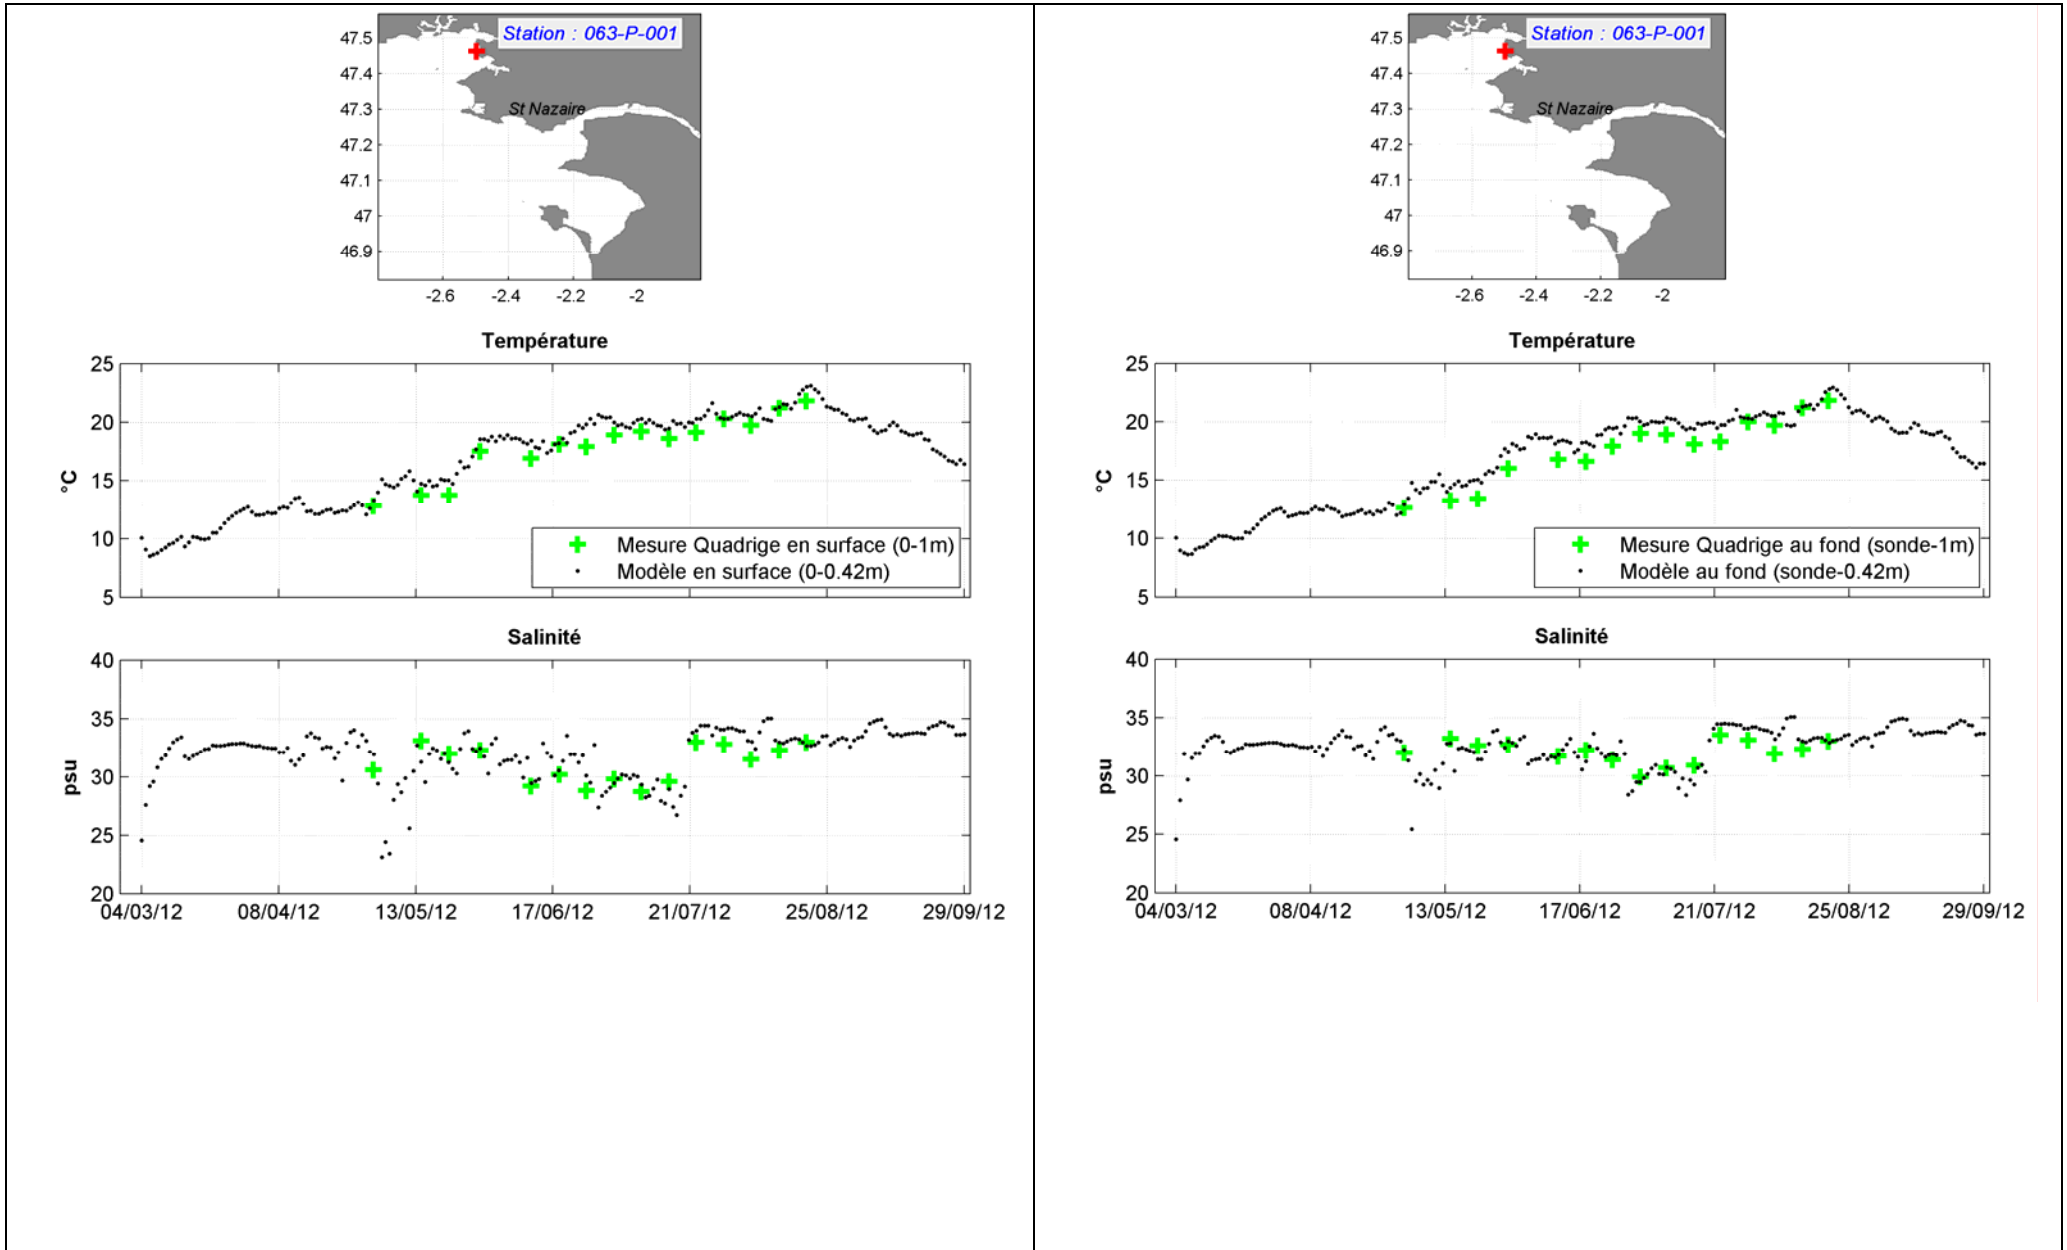 Station : 063-P-001
47.5
47.4
47.3
47.2
47.1
47
46.9
St Nazaire
-2.6 -2.4 -2.2 -2
Température
25
20
15
10
5
°C
Mesure Quadrige en surface (0-1m)
Modèle en surface (0-0.42m)
Salinité
40
35
30
25
20
psu
04/03/12 08/04/12 13/05/12 17/06/12 21/07/12 25/08/12 29/09/12
Station : 063-P-001
47.5
47.4
47.3
47.2
47.1
47
46.9
St Nazaire
-2.6 -2.4 -2.2 -2
Température
25
20
15
10
5
°C
Mesure Quadrige au fond (sonde-1m)
Modèle au fond (sonde-0.42m)
Salinité
40
35
30
25
20
psu
04/03/12 08/04/12 13/05/12 17/06/12 21/07/12 25/08/12 29/09/12